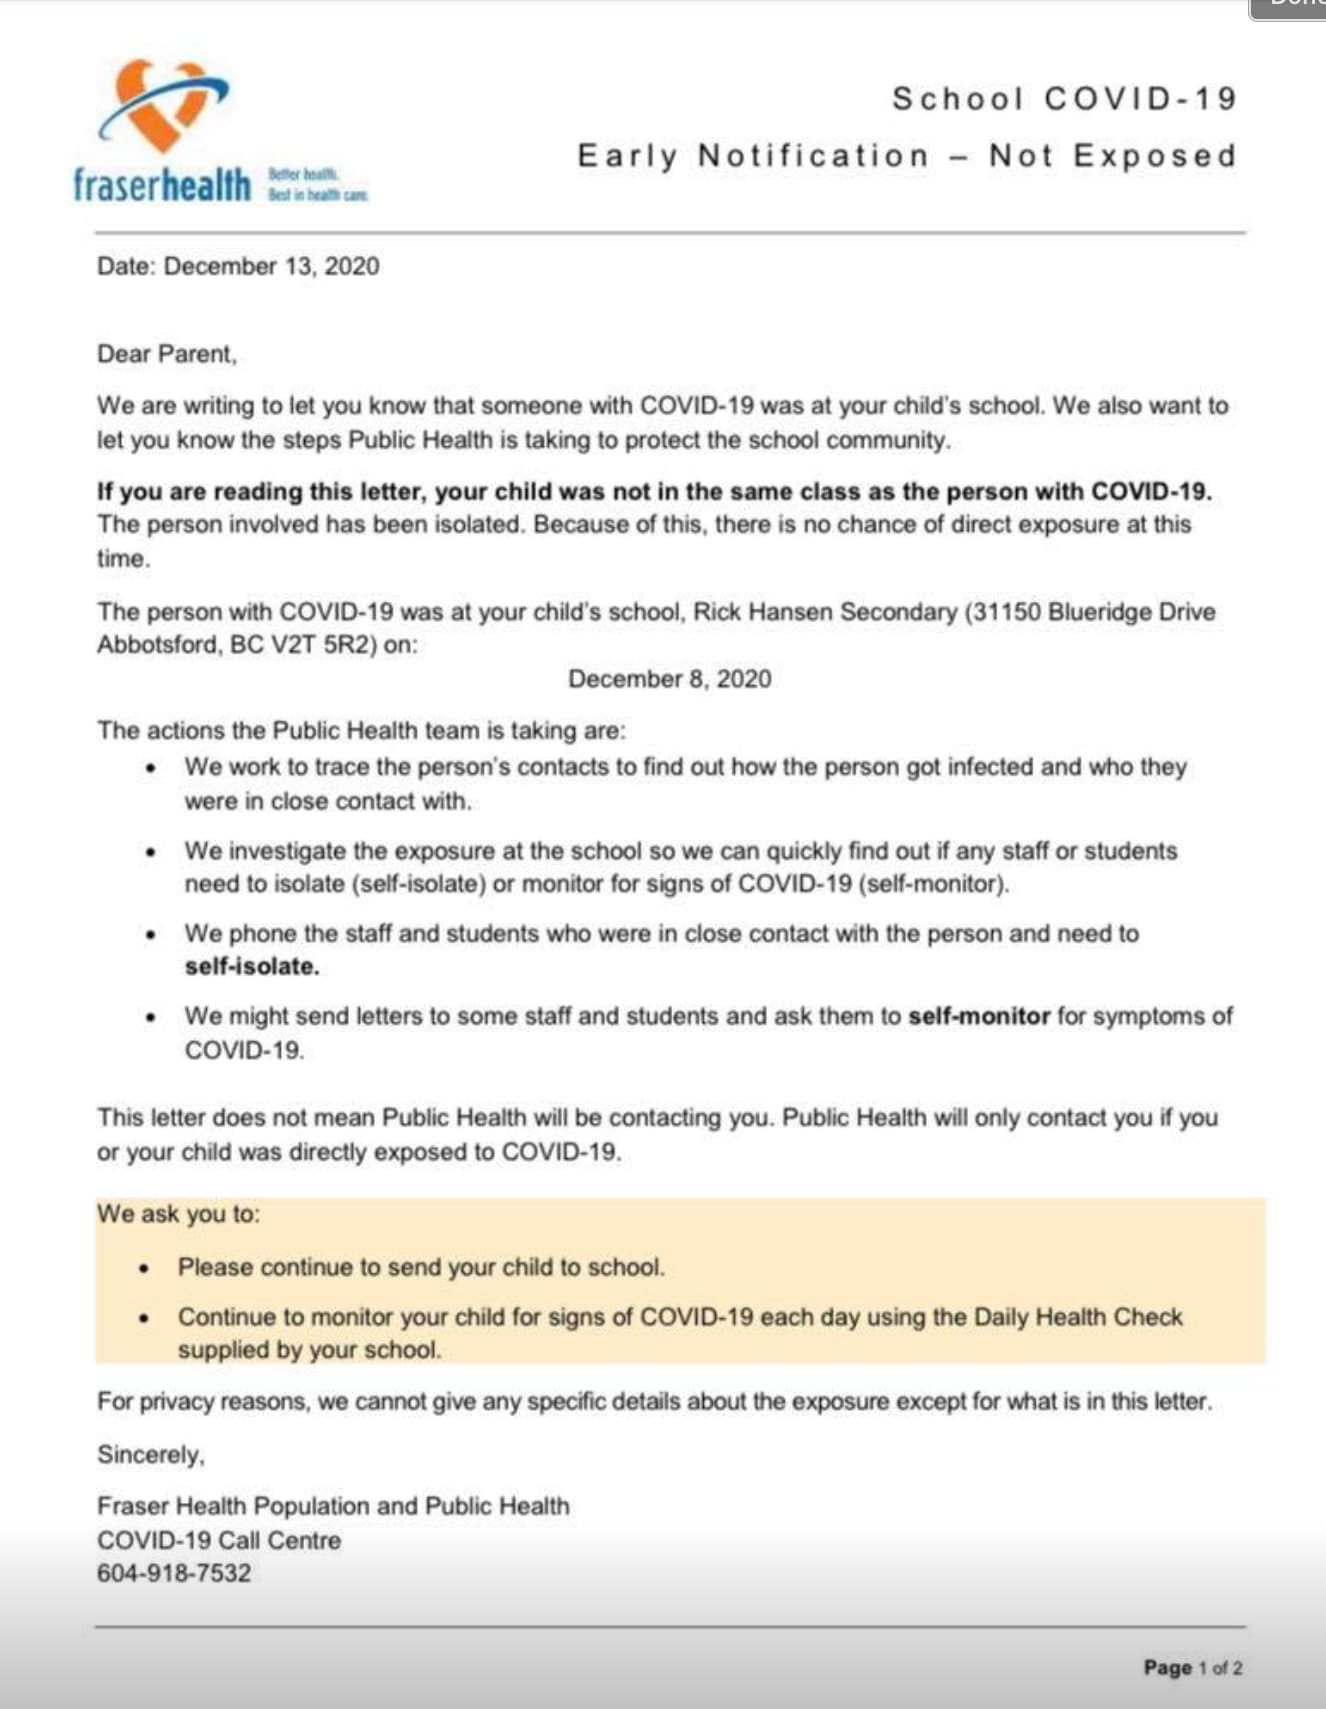 Done
School COVID-19
Early Notification – Not Exposed
fraserhealth
Better health.
Best in health care.
Date: December 13, 2020
Dear Parent,
We are writing to let you know that someone with COVID-19 was at your child's school. We also want to
let you know the steps Public Health is taking to protect the school community.
If you are reading this letter, your child was not in the same class as the person with COVID-19.
The person involved has been isolated. Because of this, there is no chance of direct exposure at this
time.
The person with COVID-19 was at your child's school, Rick Hansen Secondary (31150 Blueridge Drive
Abbotsford, BC V2T 5R2) on:
December 8, 2020
The actions the Public Health team is taking are:
• We work to trace the person's contacts to find out how the person got infected and who they
were in close contact with.
• We investigate the exposure at the school so we can quickly find out if any staff or students
need to isolate (self-isolate) or monitor for signs of COVID-19 (self-monitor).
• We phone the staff and students who were in close contact with the person and need to
self-isolate.
• We might send letters to some staff and students and ask them to self-monitor for symptoms of
COVID-19.
This letter does not mean Public Health will be contacting you. Public Health will only contact you if you
or your child was directly exposed to COVID-19.
We ask you to:
• Please continue to send your child to school.
• Continue to monitor your child for signs of COVID-19 each day using the Daily Health Check
supplied by your school.
For privacy reasons, we cannot give any specific details about the exposure except for what is in this letter.
Sincerely,
Fraser Health Population and Public Health
COVID-19 Call Centre
604-918-7532
Page 1 of 2